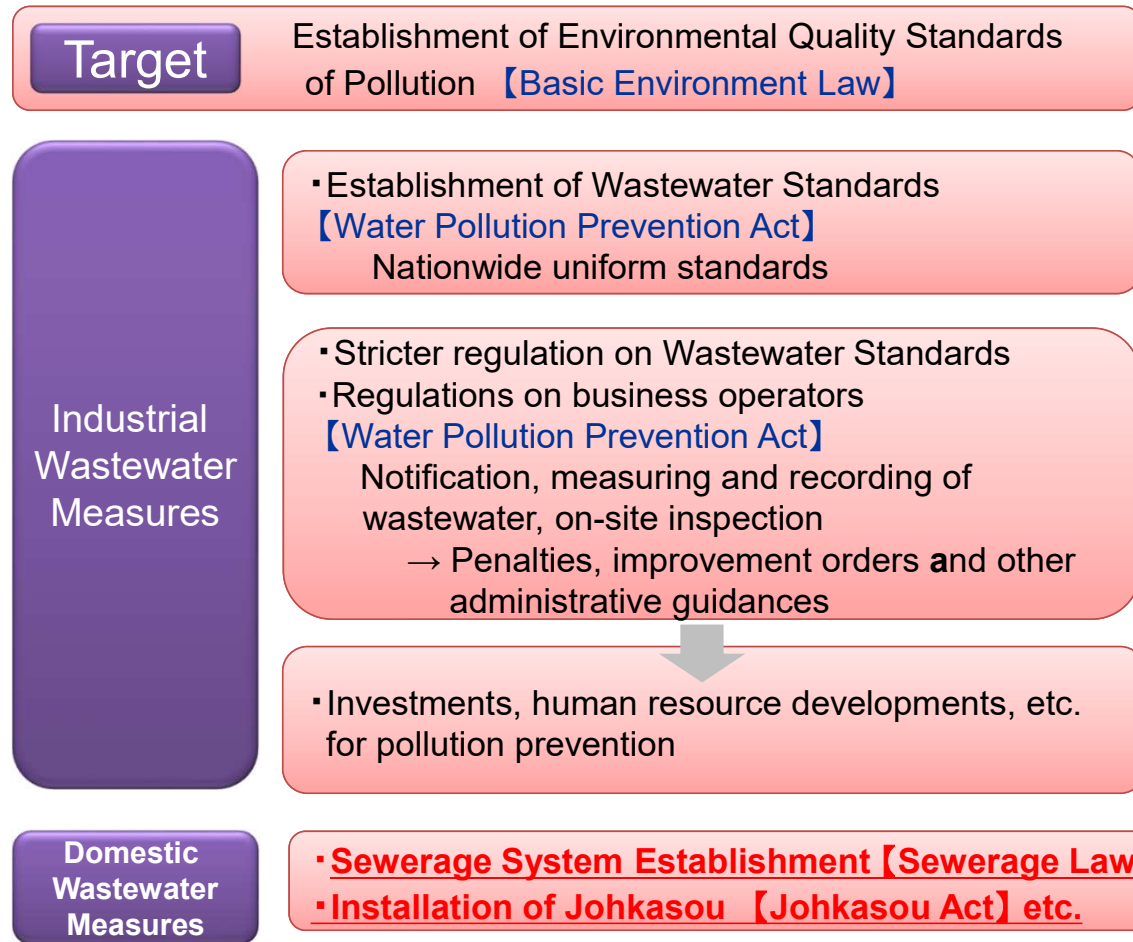 Target
Establishment of Environmental Quality Standards
of Pollution 【Basic Environment Law】
Industrial
Wastewater
Measures
・Establishment of Wastewater Standards
【Water Pollution Prevention Act】
Nationwide uniform standards
・Stricter regulation on Wastewater Standards
・Regulations on business operators
【Water Pollution Prevention Act】
Notification, measuring and recording of
wastewater, on-site inspection
→ Penalties, improvement orders and other
administrative guidances
・Investments, human resource developments, etc.
for pollution prevention
Domestic
Wastewater
Measures
・Sewerage System Establishment【Sewerage Law
・Installation of Johkasou 【Johkasou Act】etc.